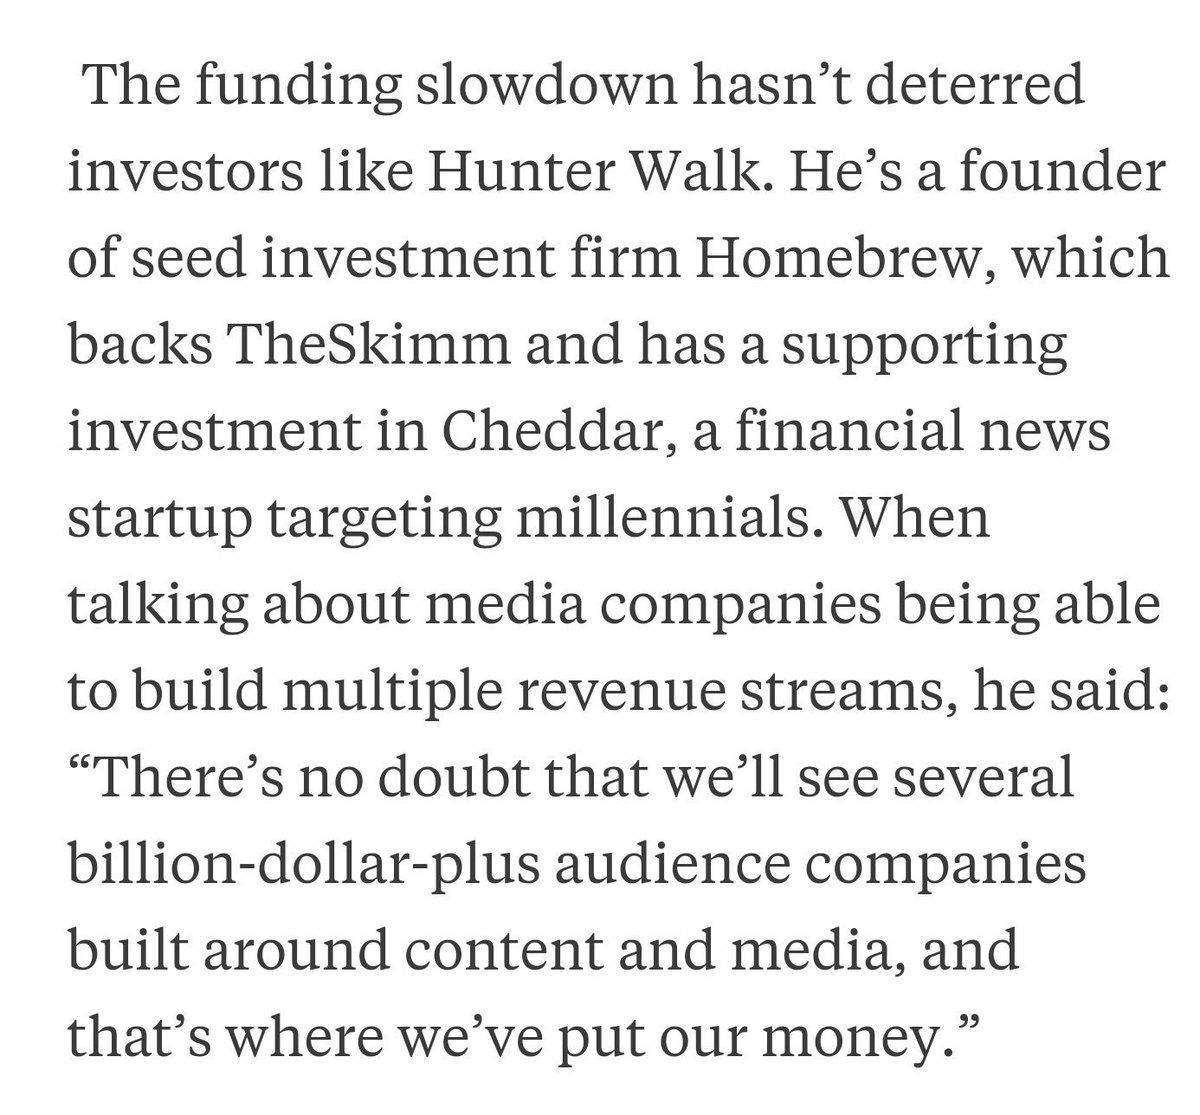 The funding slowdown hasn’t deterred
investors like Hunter Walk. He’s a founder
of seed investment firm Homebrew, which
backs TheSkimm and has a supporting
investment in Cheddar, a financial news
startup targeting millennials. When
talking about media companies being able
to build multiple revenue streams, he said:
“There’s no doubt that we’ll see several
billion-dollar-plus audience companies
built around content and media, and
that’s where we’ve put our money.”